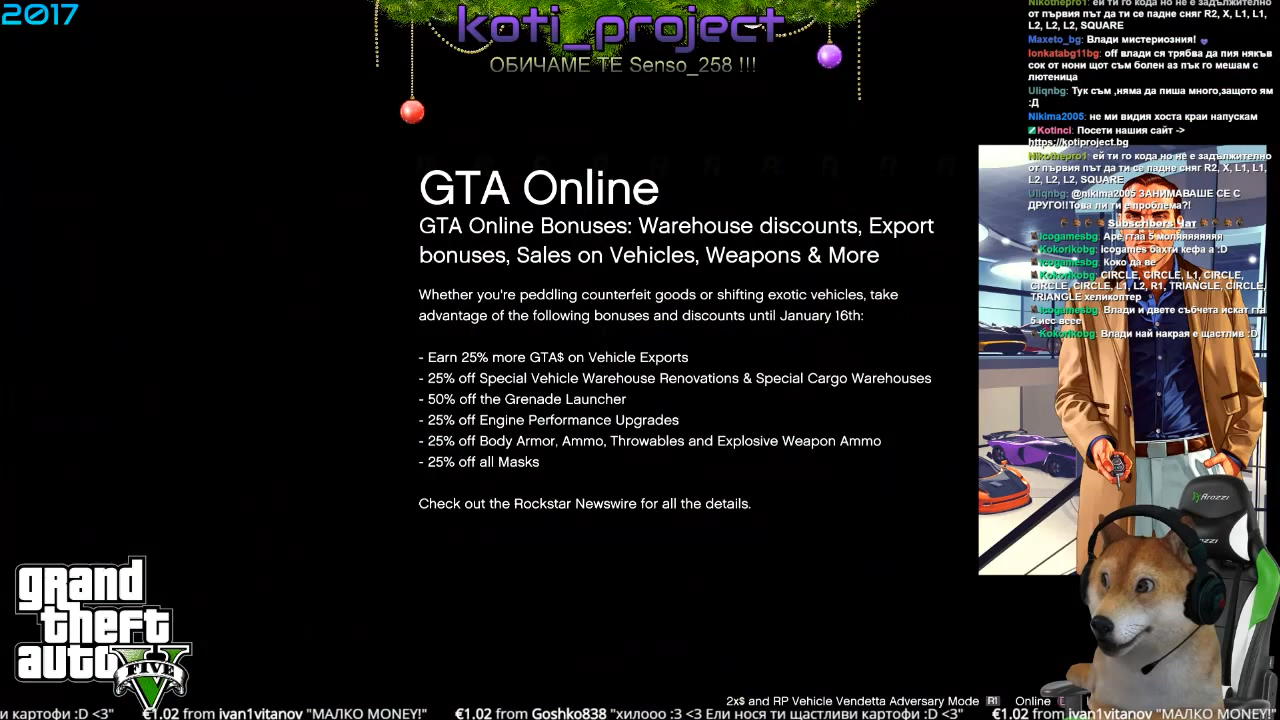 2017
koti_project
ОБИЧАМЕ ТЕ Senso_258 !!!
GTA Online
GTA Online Bonuses: Warehouse discounts, Export
bonuses, Sales on Vehicles, Weapons & More
Whether you're peddling counterfeit goods or shifting exotic vehicles, take
advantage of the following bonuses and discounts until January 16th:
- Earn 25% more GTA$ on Vehicle Exports
- 25% off Special Vehicle Warehouse Renovations & Special Cargo Warehouses
- 50% off the Grenade Launcher
- 25% off Engine Performance Upgrades
- 25% off Body Armor, Ammo, Throwables and Explosive Weapon Ammo
- 25% off all Masks
Check out the Rockstar Newswire for all the details.
Nikothepro1: ей ти го кода но не е задължително
от първия път да ти се падне сняг R2, X, L1, L1,
L2, L2, L2, SQUARE
Maxeto_bg: Влади мистериозния!
Ionkatabg11bg: off влади ся трябва да пия някъв
сок от нони щот съм болен аз пък го мешам с
лютеница
Uliqnbg: Тук съм ,няма да пиша много,защото ям
:Д
Nikima2005: не ми видия хоста краи напускам
Kotinci: Посети нашия сайт ->
https://kotiproject.bg
Nikothepro1: ей ти го кода но не е задължително
от първия път да ти се падне сняг R2, X, L1, L1,
L2, L2, L2, SQUARE
Uliqnbg: @nikima2005 ЗАНИМАВАШЕ СЕ С
ДРУГО!!Това ли ти е проблема?!
Subscribers Чат
Icogamesbg: Аре гтаа 5 моляяяяяяя
Kokorikobg: icogames бахти кефа а :D
Icogamesbg: Коко да ве
Kokorikobg: CIRCLE, CIRCLE, L1, CIRCLE,
CIRCLE, CIRCLE, L1, L2, R1, TRIANGLE, CIRCLE,
TRIANGLE хеликоптер
Icogamesbg: Влади и двете събчета искат гта
5 йес веее
Kokorikobg: Влади най накрая е щастлив :D
Arozzi
grand
theft
auto
V
FIVE
2x$ and RP Vehicle Vendetta Adversary Mode R1 Online E
и картофи :D <3" €1.02 from ivan1vitanov "МАЛКО MONEY!" €1.02 from Goshko838 "хилооо :3 <3 Ели нося ти щастливи картофи :D <3" €1.02 from ivan1vitanov "МАЛКО MONEY!"